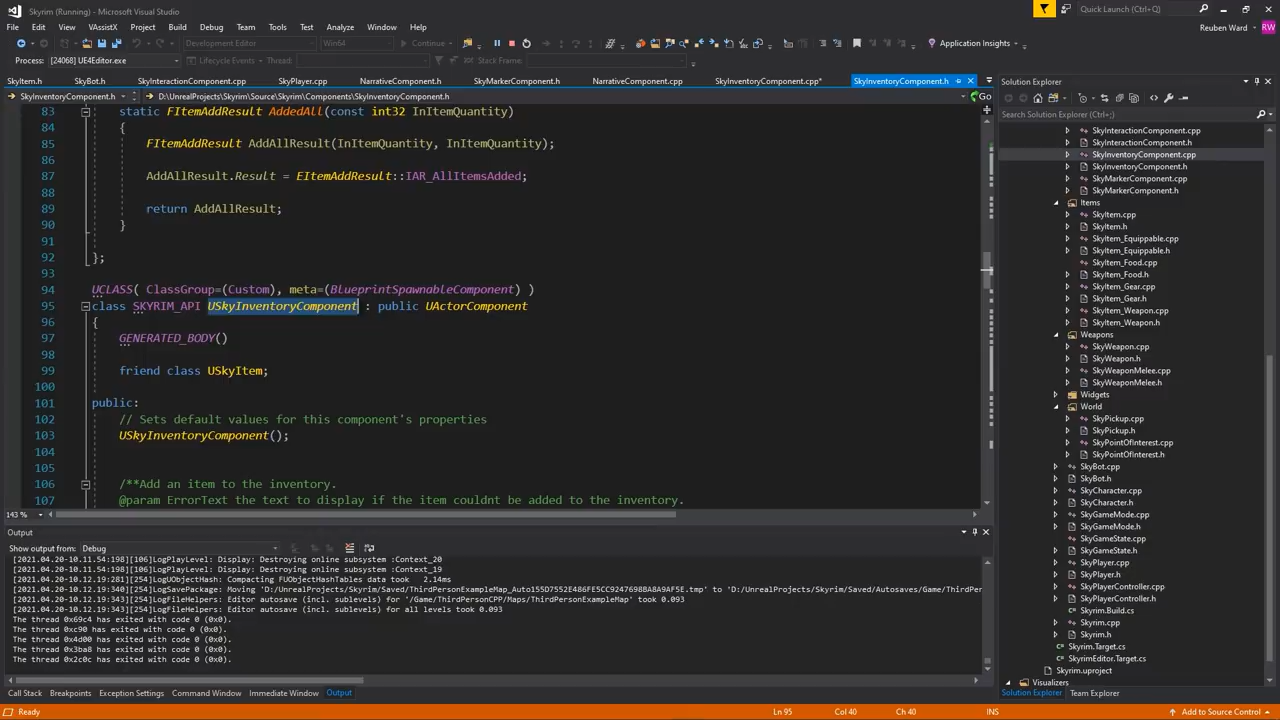 Skyrim (Running) - Microsoft Visual Studio
Quick Launch (Ctrl+;)
File Edit View VAssistX Project Build Debug Team Tools Test Analyze Window Help
Reuben Ward RW
Development Editor Win64 Continue Application Insights
Process: [24068] UE4Editor.exe Lifecycle Events Thread: Stack Frame:
SkyItem.h SkyBot.h SkyInteractionComponent.cpp SkyPlayer.cpp NarrativeComponent.h SkyMarkerComponent.h NarrativeComponent.cpp SkyInventoryComponent.cpp* SkyInventoryComponent.h
SkyInventoryComponent.h D:\UnrealProjects\Skyrim\Source\Skyrim\Components\SkyInventoryComponent.h Go
83 static FItemAddResult AddedAll(const int32 InItemQuantity)
84 {
85 FItemAddResult AddAllResult(InItemQuantity, InItemQuantity);
86
87 AddAllResult.Result = EItemAddResult::IAR_AllItemsAdded;
88
89 return AddAllResult;
90 }
91
92 };
93
94 UCLASS( ClassGroup=(Custom), meta=(BlueprintSpawnableComponent) )
95 class SKYRIM_API USkyInventoryComponent : public UActorComponent
96 {
97 GENERATED_BODY()
98
99 friend class USkyItem;
100
101 public:
102 // Sets default values for this component's properties
103 USkyInventoryComponent();
104
105
106 /**Add an item to the inventory.
107 @param ErrorText the text to display if the item couldnt be added to the inventory.
143 %
Output
Show output from: Debug
[2021.04.20-10.11.54:198][106]LogPlayLevel: Display: Destroying online subsystem :Context_20
[2021.04.20-10.11.54:198][106]LogPlayLevel: Display: Destroying online subsystem :Context_19
[2021.04.20-10.12.19:281][254]LogUObjectHash: Compacting FUObjectHashTables data took 2.14ms
[2021.04.20-10.12.19:343][254]LogSavePackage: Moving 'D:/UnrealProjects/Skyrim/Saved/ThirdPersonExampleMap_Auto155D7552E486FE5CC9247698BA8A9AF5E.tmp' to 'D:/UnrealProjects/Skyrim/Saved/Autosaves/Game/ThirdPer
[2021.04.20-10.12.19:343][254]LogFileHelpers: Editor autosave (incl. sublevels) for '/Game/ThirdPersonCPP/Maps/ThirdPersonExampleMap' took 0.093
[2021.04.20-10.12.19:343][254]LogFileHelpers: Editor autosave (incl. sublevels) for all levels took 0.093
The thread 0x69c4 has exited with code 0 (0x0).
The thread 0xc90 has exited with code 0 (0x0).
The thread 0x4d00 has exited with code 0 (0x0).
The thread 0x3ba8 has exited with code 0 (0x0).
The thread 0x2c0c has exited with code 0 (0x0).
Call Stack Breakpoints Exception Settings Command Window Immediate Window Output
Solution Explorer
Search Solution Explorer (Ctrl+;)
SkyInteractionComponent.cpp
SkyInteractionComponent.h
SkyInventoryComponent.cpp
SkyInventoryComponent.h
SkyMarkerComponent.cpp
SkyMarkerComponent.h
Items
SkyItem.cpp
SkyItem.h
SkyItem_Equippable.cpp
SkyItem_Equippable.h
SkyItem_Food.cpp
SkyItem_Food.h
SkyItem_Gear.cpp
SkyItem_Gear.h
SkyItem_Weapon.cpp
SkyItem_Weapon.h
Weapons
SkyWeapon.cpp
SkyWeapon.h
SkyWeaponMelee.cpp
SkyWeaponMelee.h
Widgets
World
SkyPickup.cpp
SkyPickup.h
SkyPointOfInterest.cpp
SkyPointOfInterest.h
SkyBot.cpp
SkyBot.h
SkyCharacter.cpp
SkyCharacter.h
SkyGameMode.cpp
SkyGameMode.h
SkyGameState.cpp
SkyGameState.h
SkyPlayer.cpp
SkyPlayer.h
SkyPlayerController.cpp
SkyPlayerController.h
Skyrim.Build.cs
Skyrim.cpp
Skyrim.h
Skyrim.Target.cs
SkyrimEditor.Target.cs
Skyrim.uproject
Visualizers
Solution Explorer Team Explorer
Ready Ln 95 Col 40 Ch 40 INS Add to Source Control